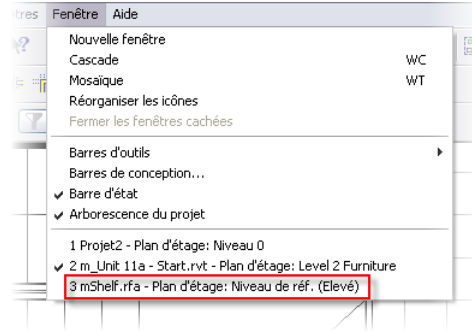 Fenêtre Aide
Nouvelle fenêtre
Cascade WC
Mosaïque WT
Réorganiser les icônes
Fermer les fenêtres cachées
Barres d'outils
Barres de conception...
Barre d'état
Arborescence du projet
1 Projet2 - Plan d'étage: Niveau 0
2 m_Unit 11a - Start.rvt - Plan d'étage: Level 2 Furniture
3 mShelf.rfa - Plan d'étage: Niveau de réf. (Elevé)